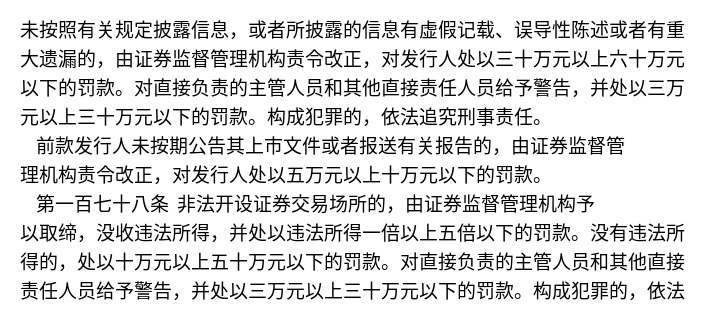 未按照有关规定披露信息，或者所披露的信息有虚假记载、误导性陈述或者有重
大遗漏的，由证券监督管理机构责令改正，对发行人处以三十万元以上六十万元
以下的罚款。对直接负责的主管人员和其他直接责任人员给予警告，并处以三万
元以上三十万元以下的罚款。构成犯罪的，依法追究刑事责任。
前款发行人未按期公告其上市文件或者报送有关报告的，由证券监督管
理机构责令改正，对发行人处以五万元以上十万元以下的罚款。
第一百七十八条 非法开设证券交易场所的，由证券监督管理机构予
以取缔，没收违法所得，并处以违法所得一倍以上五倍以下的罚款。没有违法所
得的，处以十万元以上五十万元以下的罚款。对直接负责的主管人员和其他直接
责任人员给予警告，并处以三万元以上三十万元以下的罚款。构成犯罪的，依法